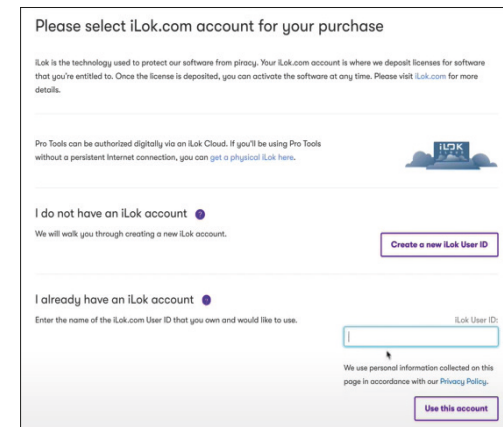 Please select iLok.com account for your purchase
iLok is the technology used to protect our software from piracy. Your iLok.com account is where we deposit licenses for software
that you're entitled to. Once the license is deposited, you can activate the software at any time. Please visit iLok.com for more
details.
Pro Tools can be authorized digitally via an iLok Cloud. If you'll be using Pro Tools
without a persistent Internet connection, you can get a physical iLok here.
iLOK
CLOUD
I do not have an iLok account ?
We will walk you through creating a new iLok account.
Create a new iLok User ID
I already have an iLok account ?
Enter the name of the iLok.com User ID that you own and would like to use.
iLok User ID:
We use personal information collected on this
page in accordance with our Privacy Policy.
Use this account